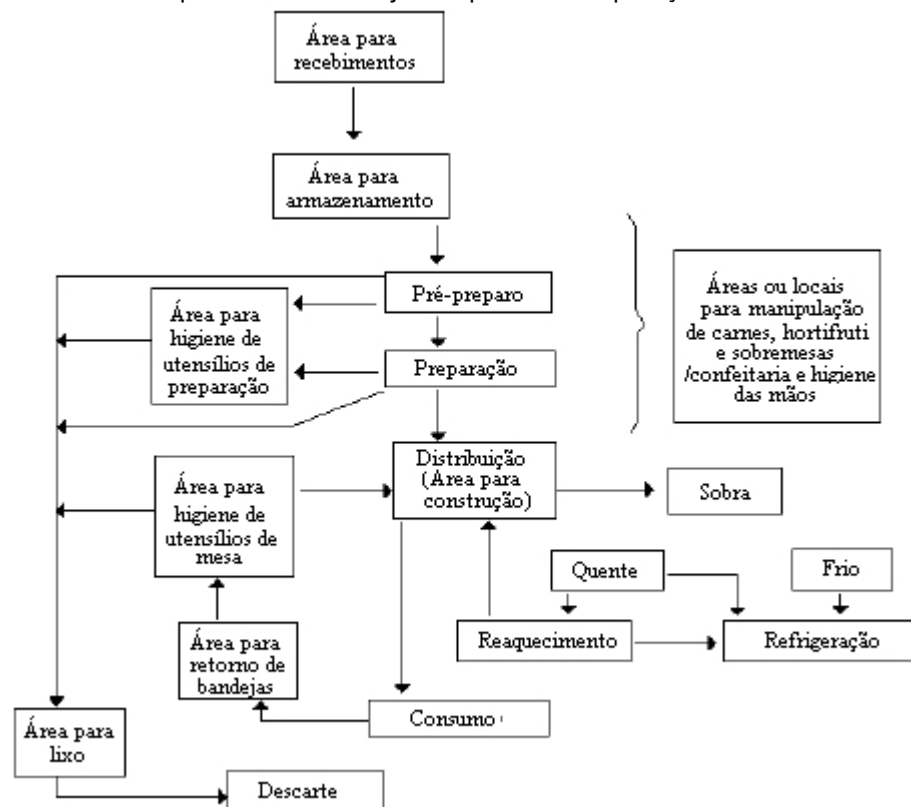 Área para
recebimentos
Área para
armazenamento
Pré-preparo
Área para
higiene de
utensílios de
preparação
Preparação
Áreas ou locais
para manipulação
de carnes, hortifruti
e sobremesas
/confeitaria e higiene
das mãos
Distribuição
(Area para
construção)
Sobra
Área para
higiene de
utensílios de
mesa
Quente
Frio
Reaquecimento
Refrigeração
Área para
retorno de
bandejas
Consumo
Área para
lixo
Descarte